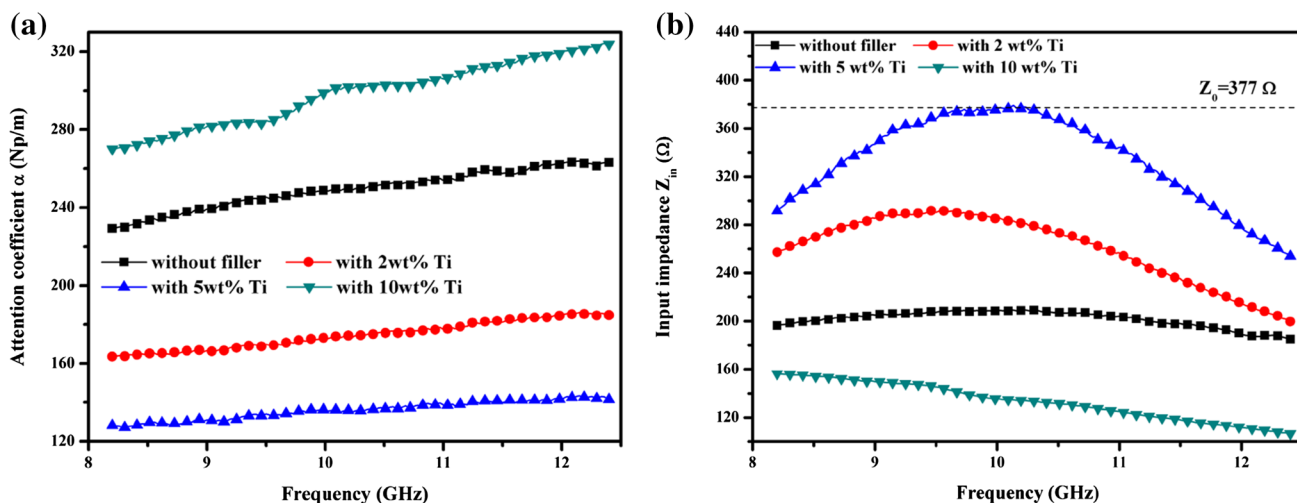 (a)
320
280
240
200
160
120
Attention coefficient α (Np/m)
without filler with 2wt% Ti
with 5wt% Ti with 10wt% Ti
8 9 10 11 12
Frequency (GHz)
(b)
440
400
360
320
280
240
200
160
120
Input impedance Zin (Ω)
without filler with 2 wt% Ti
with 5 wt% Ti with 10 wt% Ti
Z0=377 Ω
8 9 10 11 12
Frequency (GHz)